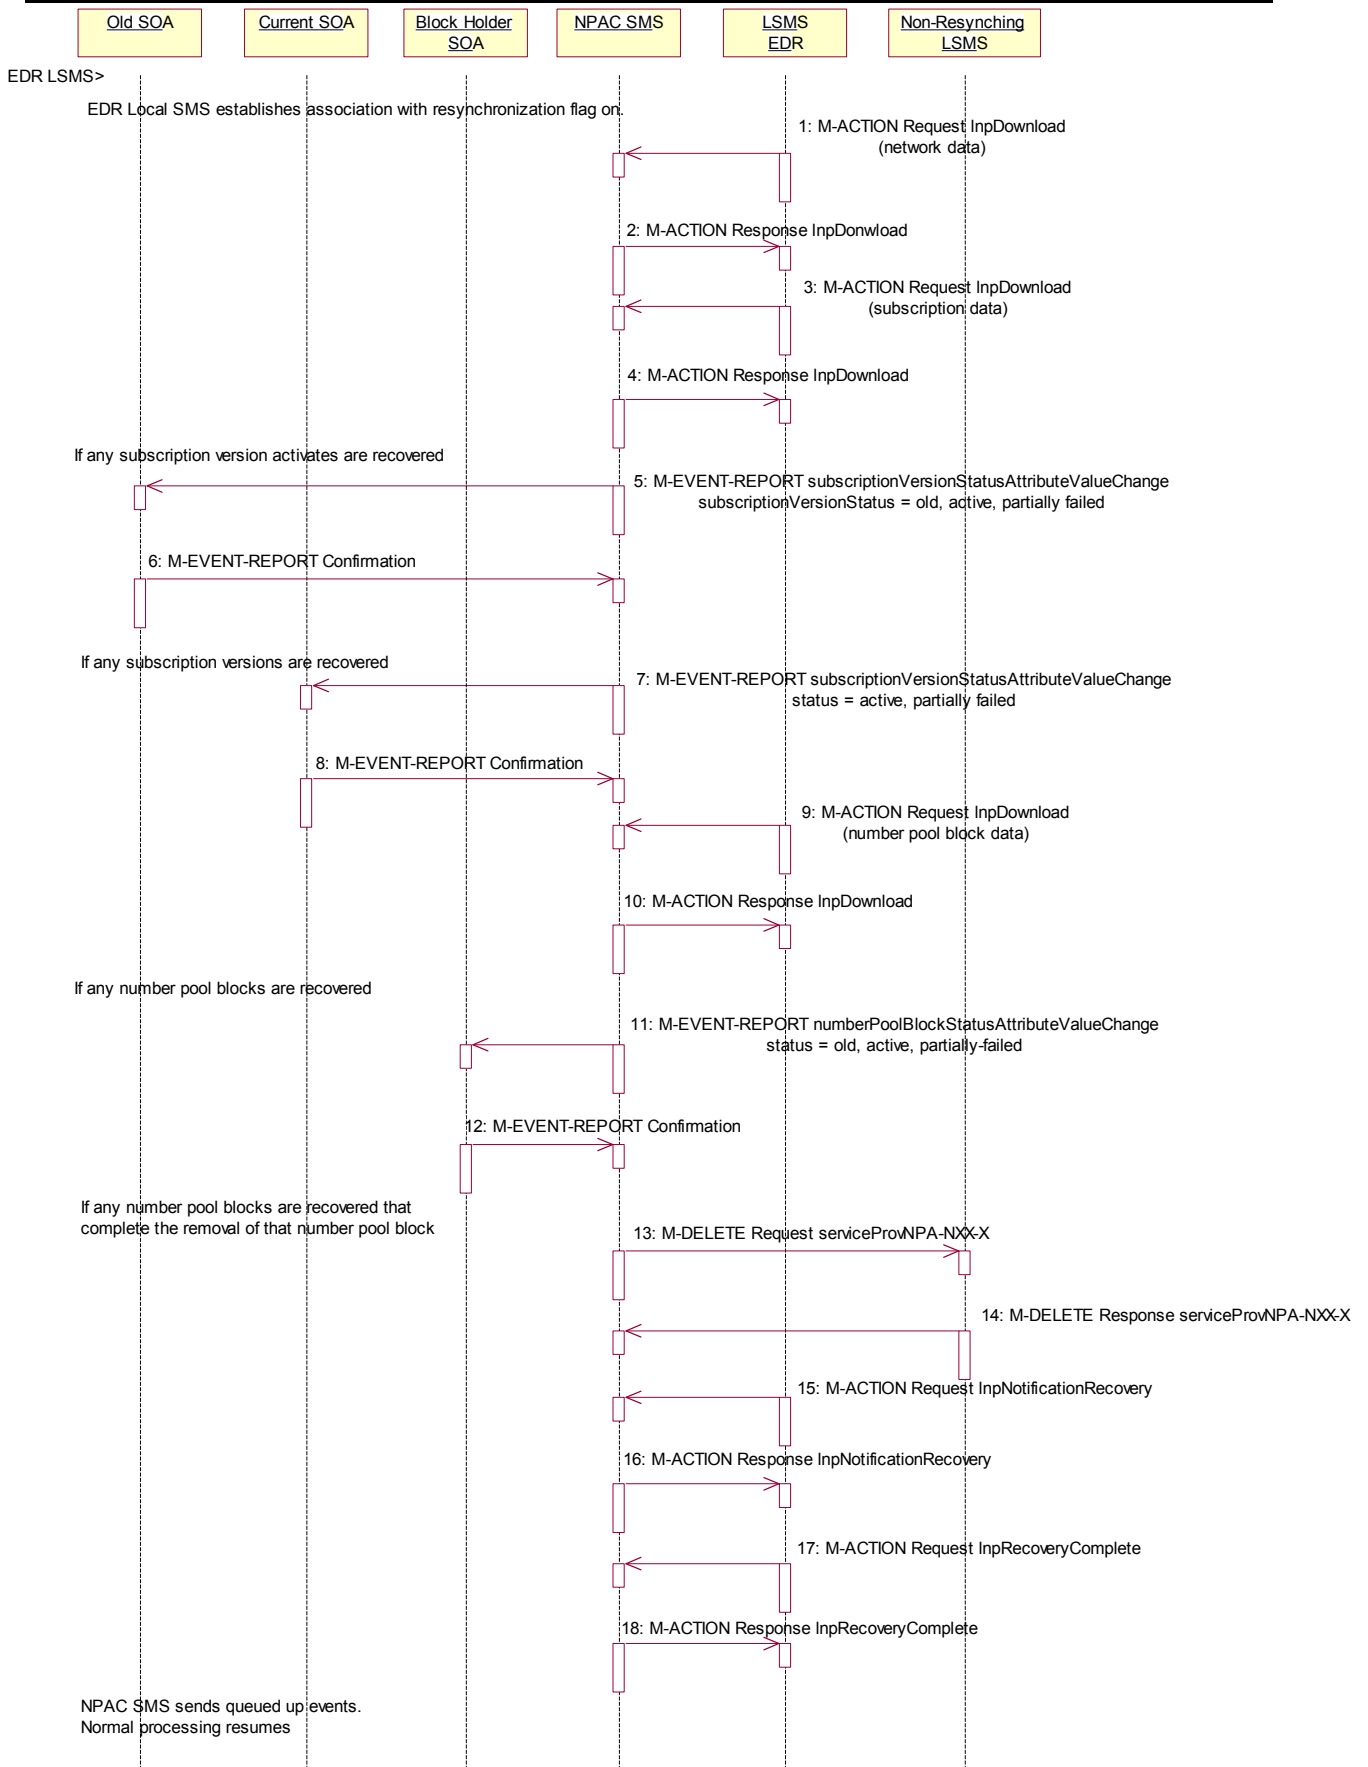 Old SOA
Current SOA
Block Holder
SOA
NPAC SMS
LSMS
EDR
Non-Resynching
LSMS
EDR LSMS>
EDR Local SMS establishes association with resynchronization flag on.
1: M-ACTION Request lnpDownload
(network data)
2: M-ACTION Response lnpDonwload
3: M-ACTION Request lnpDownload
(subscription data)
4: M-ACTION Response lnpDownload
If any subscription version activates are recovered
5: M-EVENT-REPORT subscriptionVersionStatusAttributeValueChange
subscriptionVersionStatus = old, active, partially failed
6: M-EVENT-REPORT Confirmation
If any subscription versions are recovered
7: M-EVENT-REPORT subscriptionVersionStatusAttributeValueChange
status = active, partially failed
8: M-EVENT-REPORT Confirmation
9: M-ACTION Request lnpDownload
(number pool block data)
10: M-ACTION Response lnpDownload
If any number pool blocks are recovered
11: M-EVENT-REPORT numberPoolBlockStatusAttributeValueChange
status = old, active, partially-failed
12: M-EVENT-REPORT Confirmation
If any number pool blocks are recovered that
complete the removal of that number pool block
13: M-DELETE Request serviceProvNPA-NXX-X
14: M-DELETE Response serviceProvNPA-NXX-X
15: M-ACTION Request lnpNotificationRecovery
16: M-ACTION Response lnpNotificationRecovery
17: M-ACTION Request lnpRecoveryComplete
18: M-ACTION Response lnpRecoveryComplete
NPAC SMS sends queued up events.
Normal processing resumes